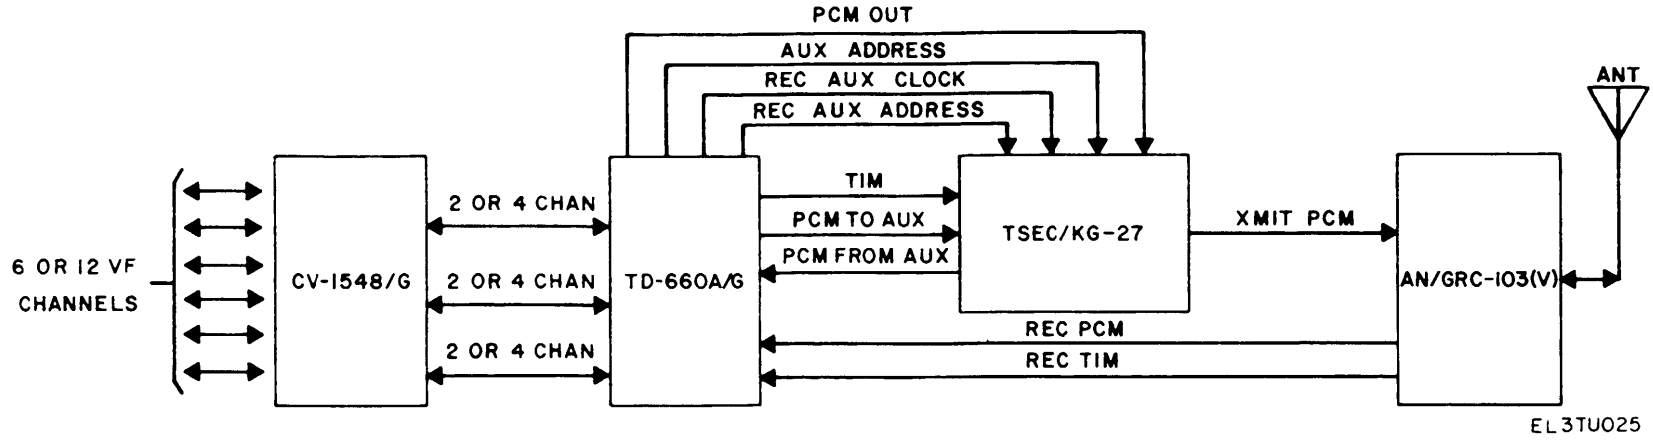 PCM OUT
AUX ADDRESS
REC AUX CLOCK
REC AUX ADDRESS
ANT
6 OR 12 VF
CHANNELS
CV-1548/G
2 OR 4 CHAN
2 OR 4 CHAN
2 OR 4 CHAN
TD-660A/G
TIM
PCM TO AUX
PCM FROM AUX
TSEC/KG-27
XMIT PCM
AN/GRC-103(V)
REC PCM
REC TIM
EL3TU025